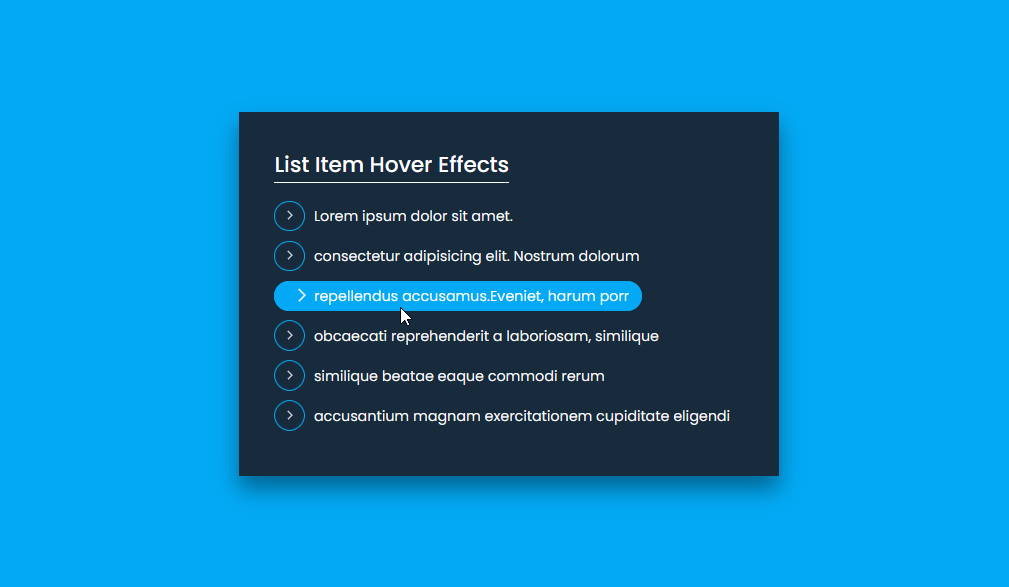 List Item Hover Effects
Lorem ipsum dolor sit amet.
consectetur adipisicing elit. Nostrum dolorum
repellendus accusamus.Eveniet, harum porr
obcaecati reprehenderit a laboriosam, similique
similique beatae eaque commodi rerum
accusantium magnam exercitationem cupiditate eligendi